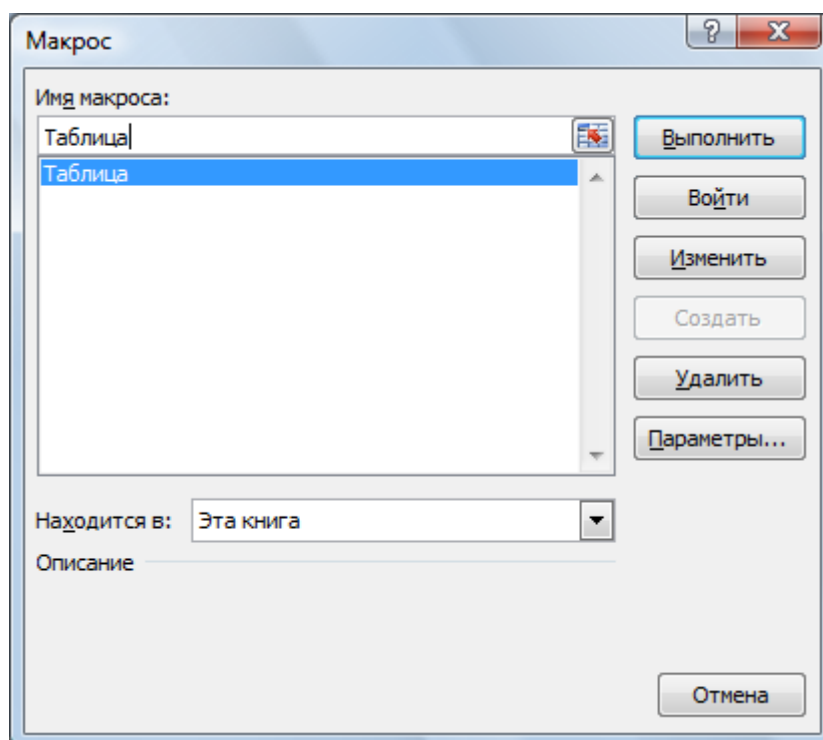 Макрос
Имя макроса:
Таблица
Таблица
Выполнить
Войти
Изменить
Создать
Удалить
Параметры...
Находится в:
Эта книга
Описание
Отмена